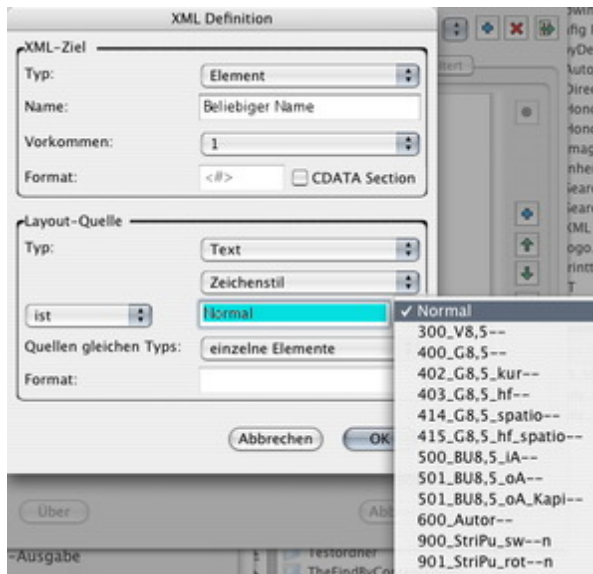 XML Definition
XML-Ziel
Typ: Element
Name: Beliebiger Name
Vorkommen: 1
Format: <#> CDATA Section
Layout-Quelle
Typ: Text
Zeichenstil
ist Normal
Quellen gleichen Typs: einzelne Elemente
Format:
Abbrechen OK
✓ Normal
300_V8,5--
400_G8,5--
402_G8,5_kur--
403_G8,5_hf--
414_G8,5_spatio--
415_G8,5_hf_spatio--
500_BU8,5_iA--
501_BU8,5_oA--
501_BU8,5_oA_Kapi--
600_Autor--
900_StriPu_sw--n
901_StriPu_rot--n
Über
-Ausgabe
Testordner